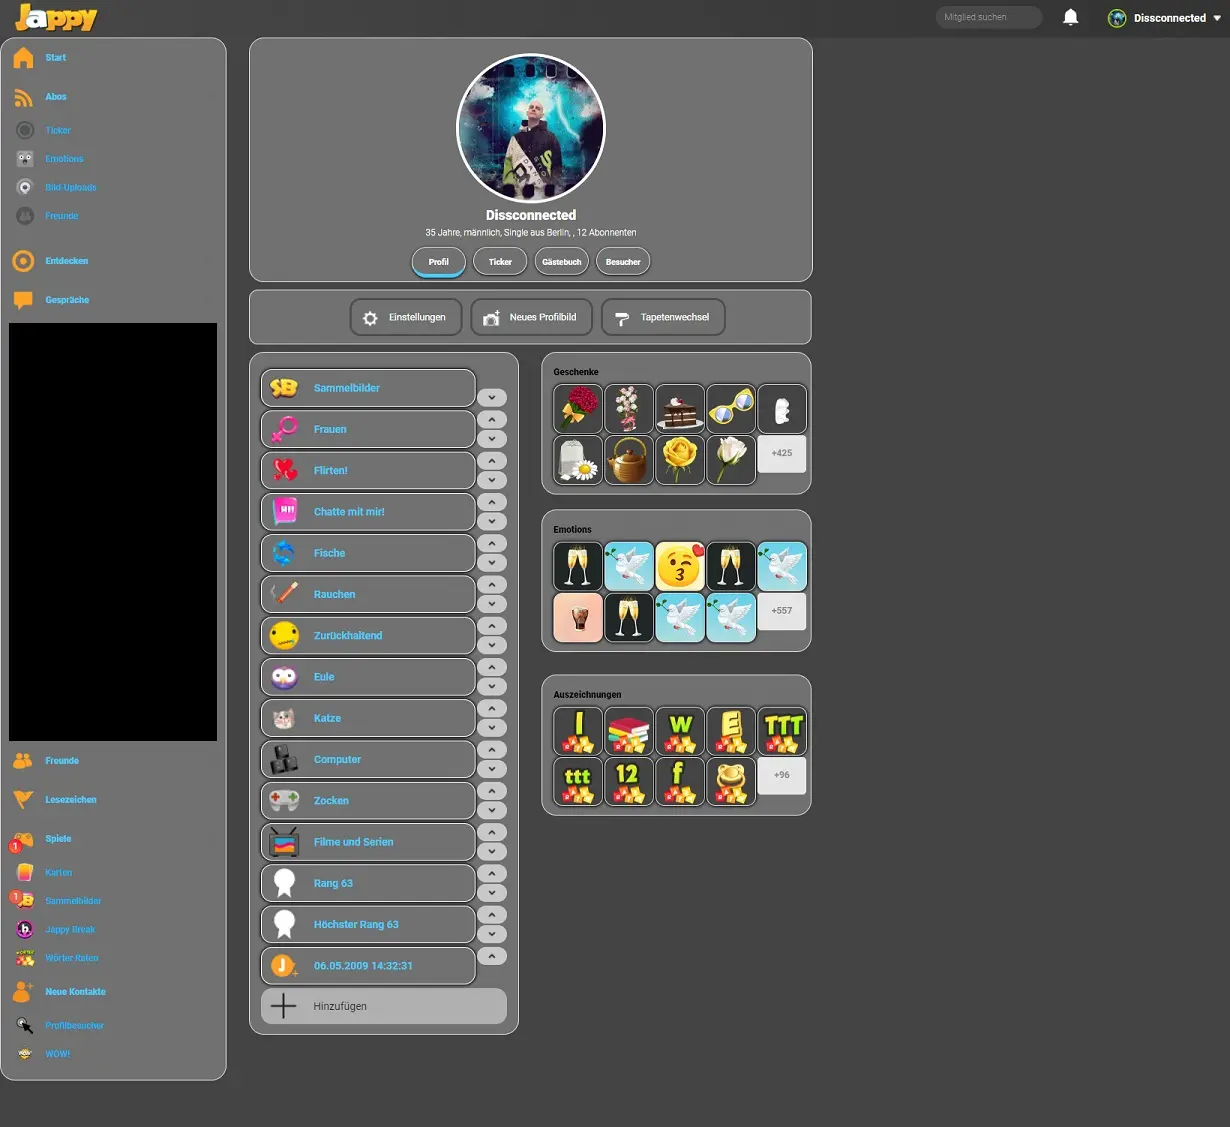 Jappy
Mitglied suchen
Dissconnected
Start
Abos
Ticker
Emotions
Bild-Uploads
Freunde
Entdecken
Gespräche
Freunde
Lesezeichen
Spiele
1
Karten
1
Sammelbilder
Jappy Break
Wörter Raten
Neue Kontakte
Profilbesucher
WOW!
Dissconnected
35 Jahre, männlich, Single aus Berlin, , 12 Abonnenten
Profil
Ticker
Gästebuch
Besucher
Einstellungen
Neues Profilbild
Tapetenwechsel
SB Sammelbilder
Frauen
Flirten!
HI! Chatte mit mir!
Fische
Rauchen
Zurückhaltend
Eule
Katze
Computer
Zocken
Filme und Serien
Rang 63
Höchster Rang 63
J+ 06.05.2009 14:32:31
Hinzufügen
Geschenke
+425
Emotions
+557
Auszeichnungen
I
W
E
TTT
ttt
12
f
+96